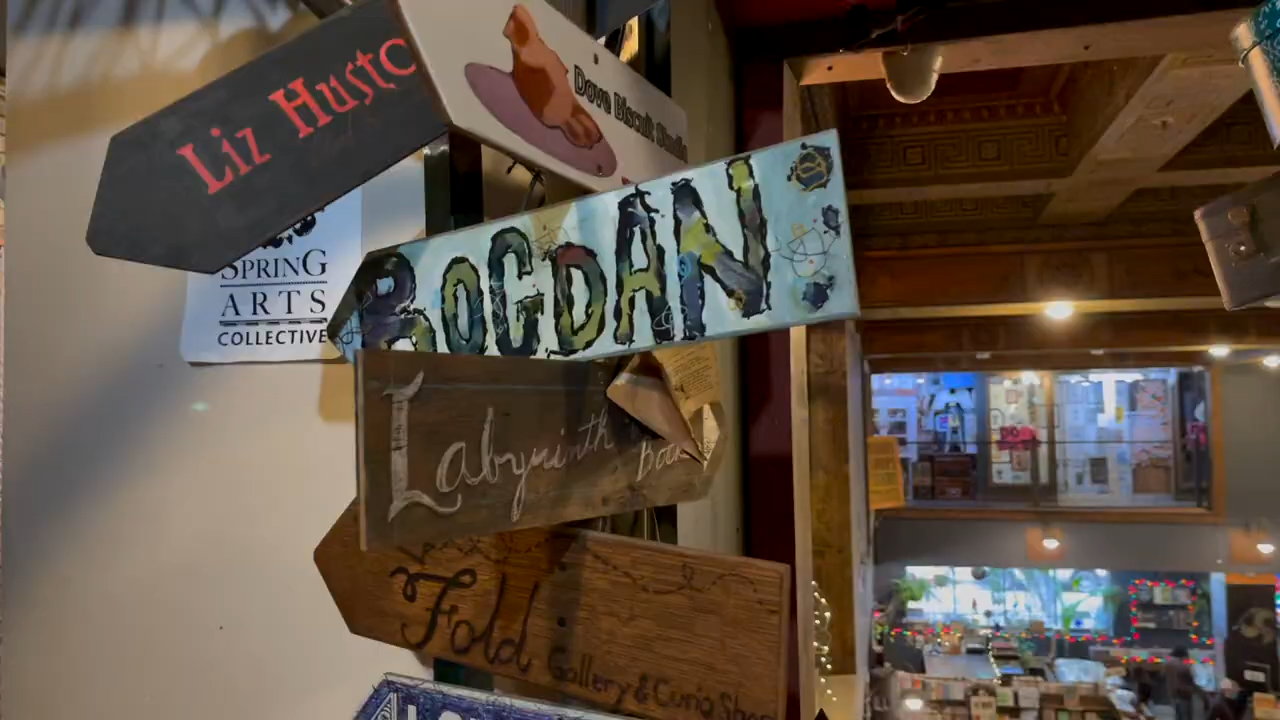 Liz Husto
Dove Biscuit Studio
SPRING
ARTS
COLLECTIVE
BOGDAN
Labyrinth
Fold
Gallery & Curio Shop